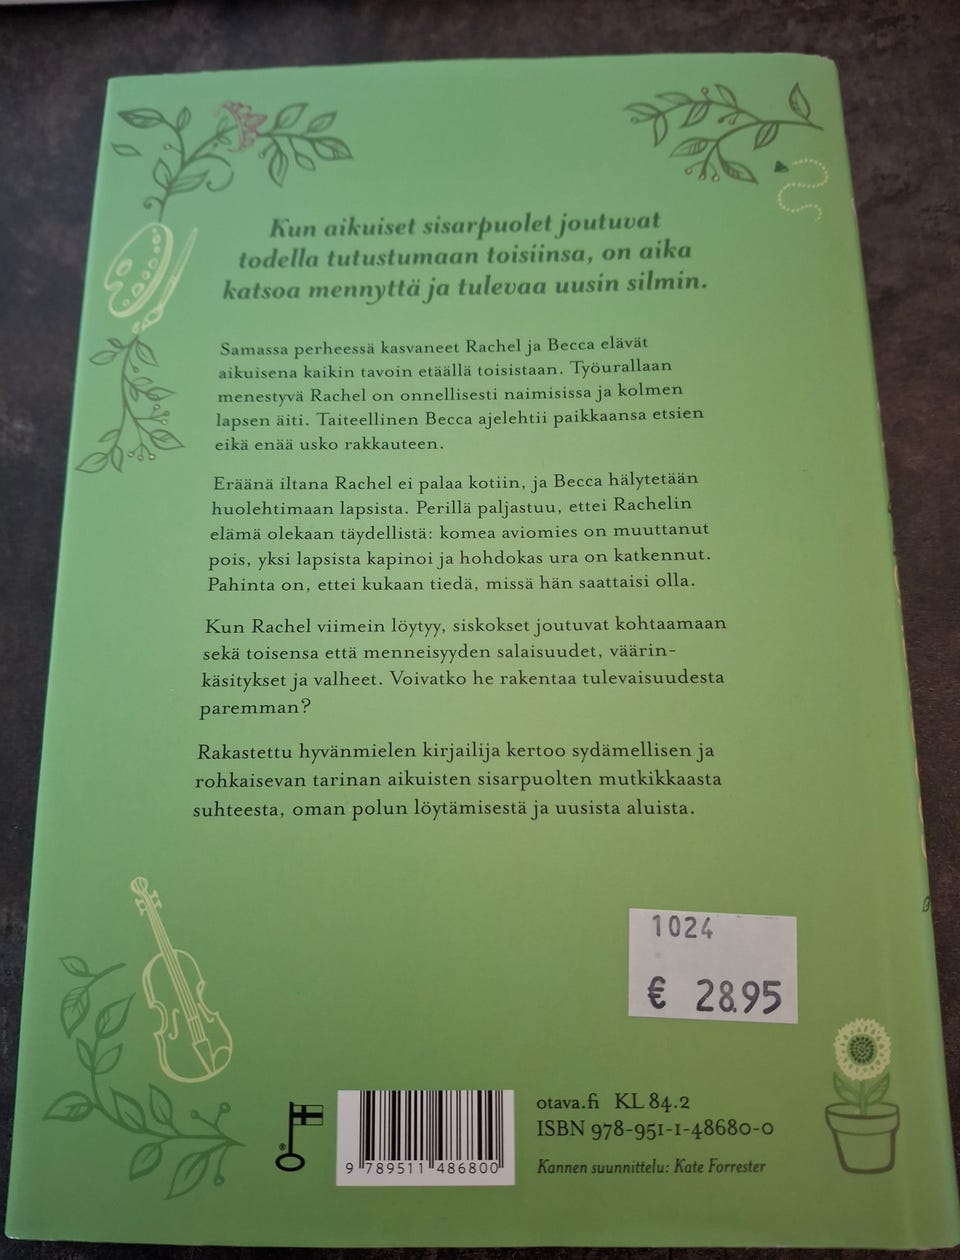 Kun aikuiset sisarpuolet joutuvat
todella tutustumaan toisiinsa, on aika
katsoa mennyttä ja tulevaa uusin silmin.
Samassa perheessä kasvaneet Rachel ja Becca elävät
aikuisena kaikin tavoin etäällä toisistaan. Työurallaan
menestyvä Rachel on onnellisesti naimisissa ja kolmen
lapsen äiti. Taiteellinen Becca ajelehtii paikkaansa etsien
eikä enää usko rakkauteen.
Eräänä iltana Rachel ei palaa kotiin, ja Becca hälytetään
huolehtimaan lapsista. Perillä paljastuu, ettei Rachelin
elämä olekaan täydellistä: komea aviomies on muuttanut
pois, yksi lapsista kapinoi ja hohdokas ura on katkennut.
Pahinta on, ettei kukaan tiedä, missä hän saattaisi olla.
Kun Rachel viimein löytyy, siskokset joutuvat kohtaamaan
sekä toisensa että menneisyyden salaisuudet, väärin-
käsitykset ja valheet. Voivatko he rakentaa tulevaisuudesta
paremman?
Rakastettu hyvänmielen kirjailija kertoo sydämellisen ja
rohkaisevan tarinan aikuisten sisarpuolten mutkikkaasta
suhteesta, oman polun löytämisestä ja uusista aluista.
1024
€ 28.95
otava.fi KL 84.2
ISBN 978-951-1-48680-0
Kannen suunnittelu: Kate Forrester
®
9 789511 486800